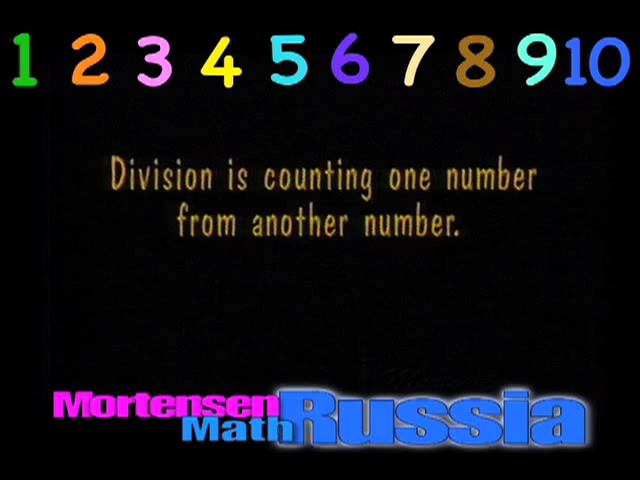 1 2 3 4 5 6 7 8 9 10
Division is counting one number
from another number.
Mortensen
Math Russia